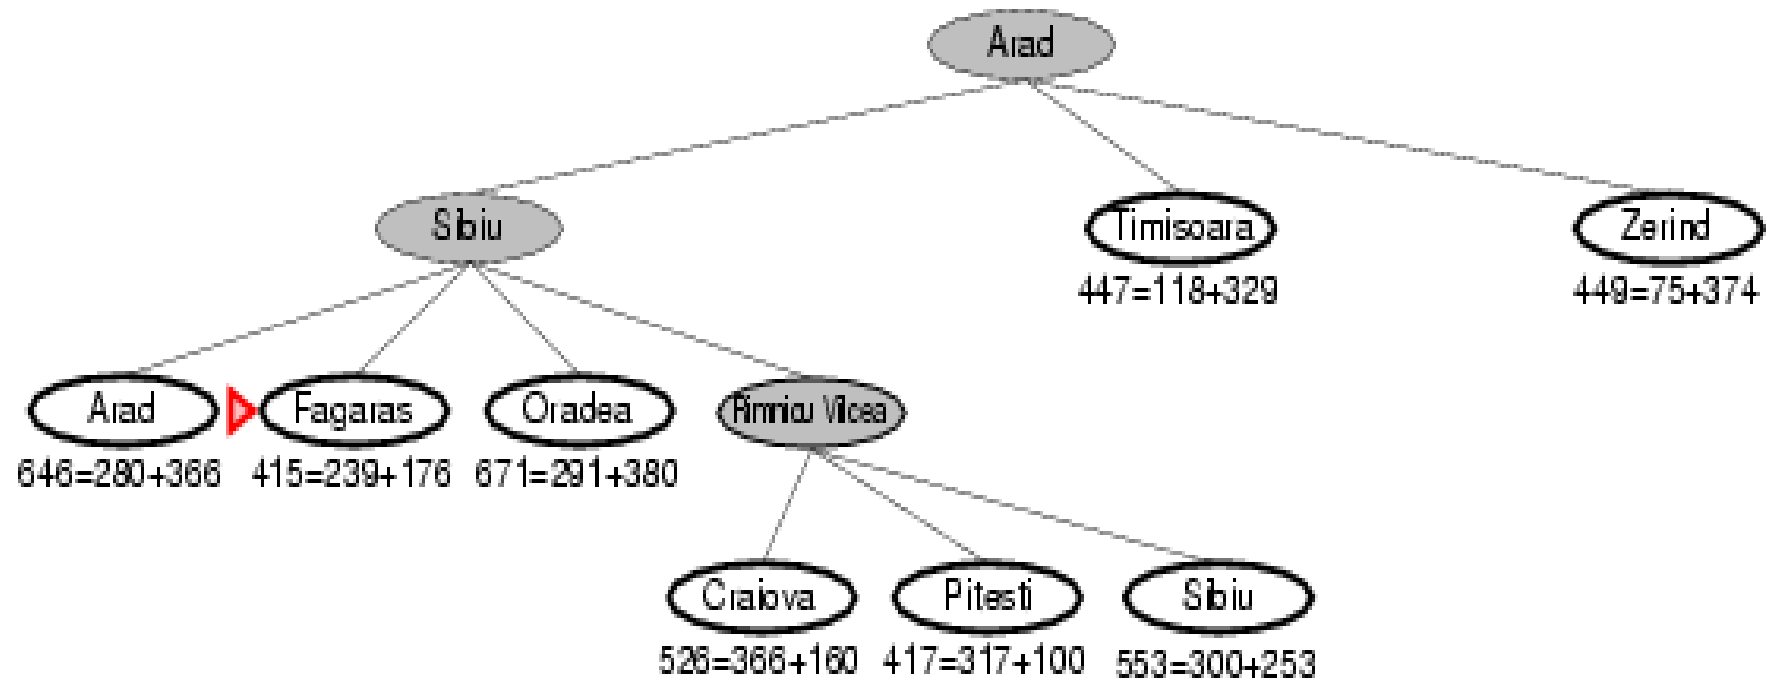 Arad
Sibiu
Timisoara
Zerind
447=118+329
449=75+374
Arad
Fagaras
Oradea
Rimnicu Vilcea
646=280+366
415=239+176
671=291+380
Craiova
Pitesti
Sibiu
526=366+160
417=317+100
553=300+253